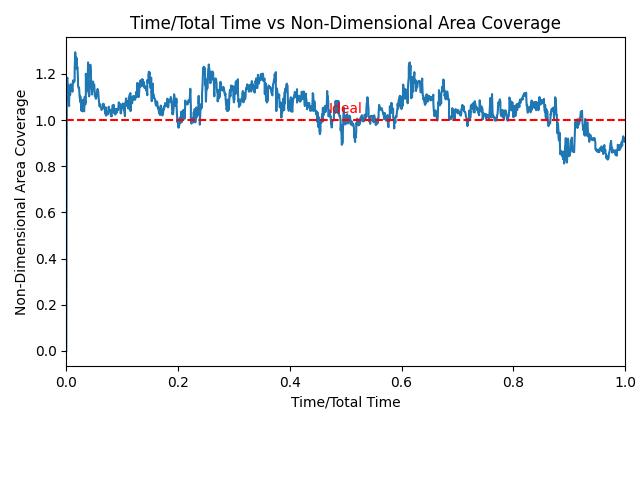 Time/Total Time vs Non-Dimensional Area Coverage
Non-Dimensional Area Coverage
1.2
1.0
0.8
0.6
0.4
0.2
0.0
Ideal
0.0 0.2 0.4 0.6 0.8 1.0
Time/Total Time